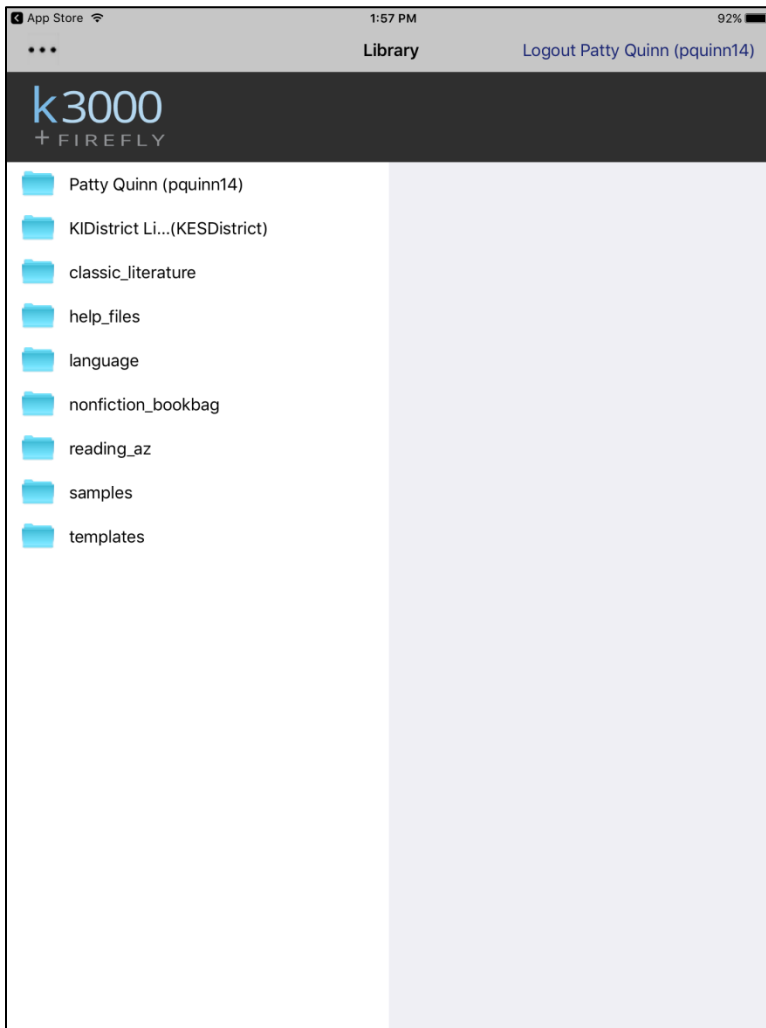 App Store 1:57 PM 92%
••• Library Logout Patty Quinn (pquinn14)
k3000
+FIREFLY
Patty Quinn (pquinn14)
KIDistrict Li...(KESDistrict)
classic_literature
help_files
language
nonfiction_bookbag
reading_az
samples
templates